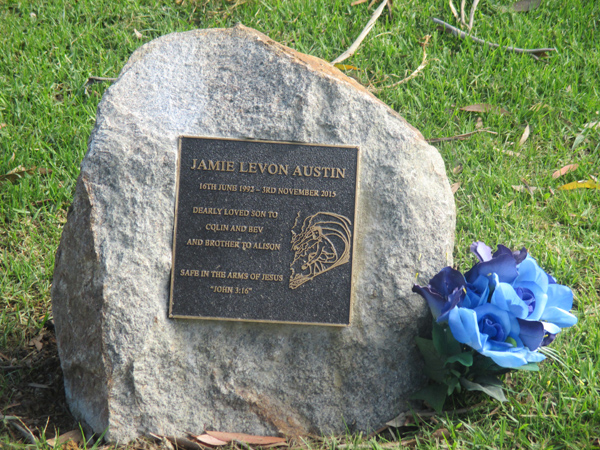 JAMIE LEVON AUSTIN
16TH JUNE 1992 – 3RD NOVEMBER 2015
DEARLY LOVED SON TO
COLIN AND BEV
AND BROTHER TO ALISON
SAFE IN THE ARMS OF JESUS
"JOHN 3:16"